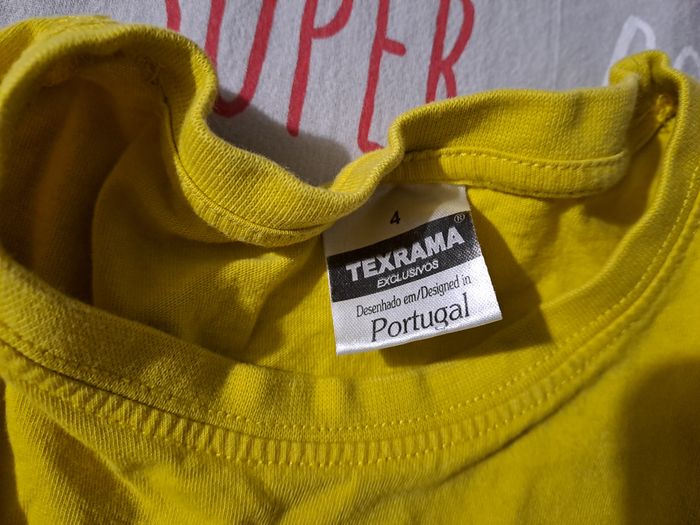 SUPER
4
TEXRAMA®
EXCLUSIVOS
Desenhado em/Designed in
Portugal